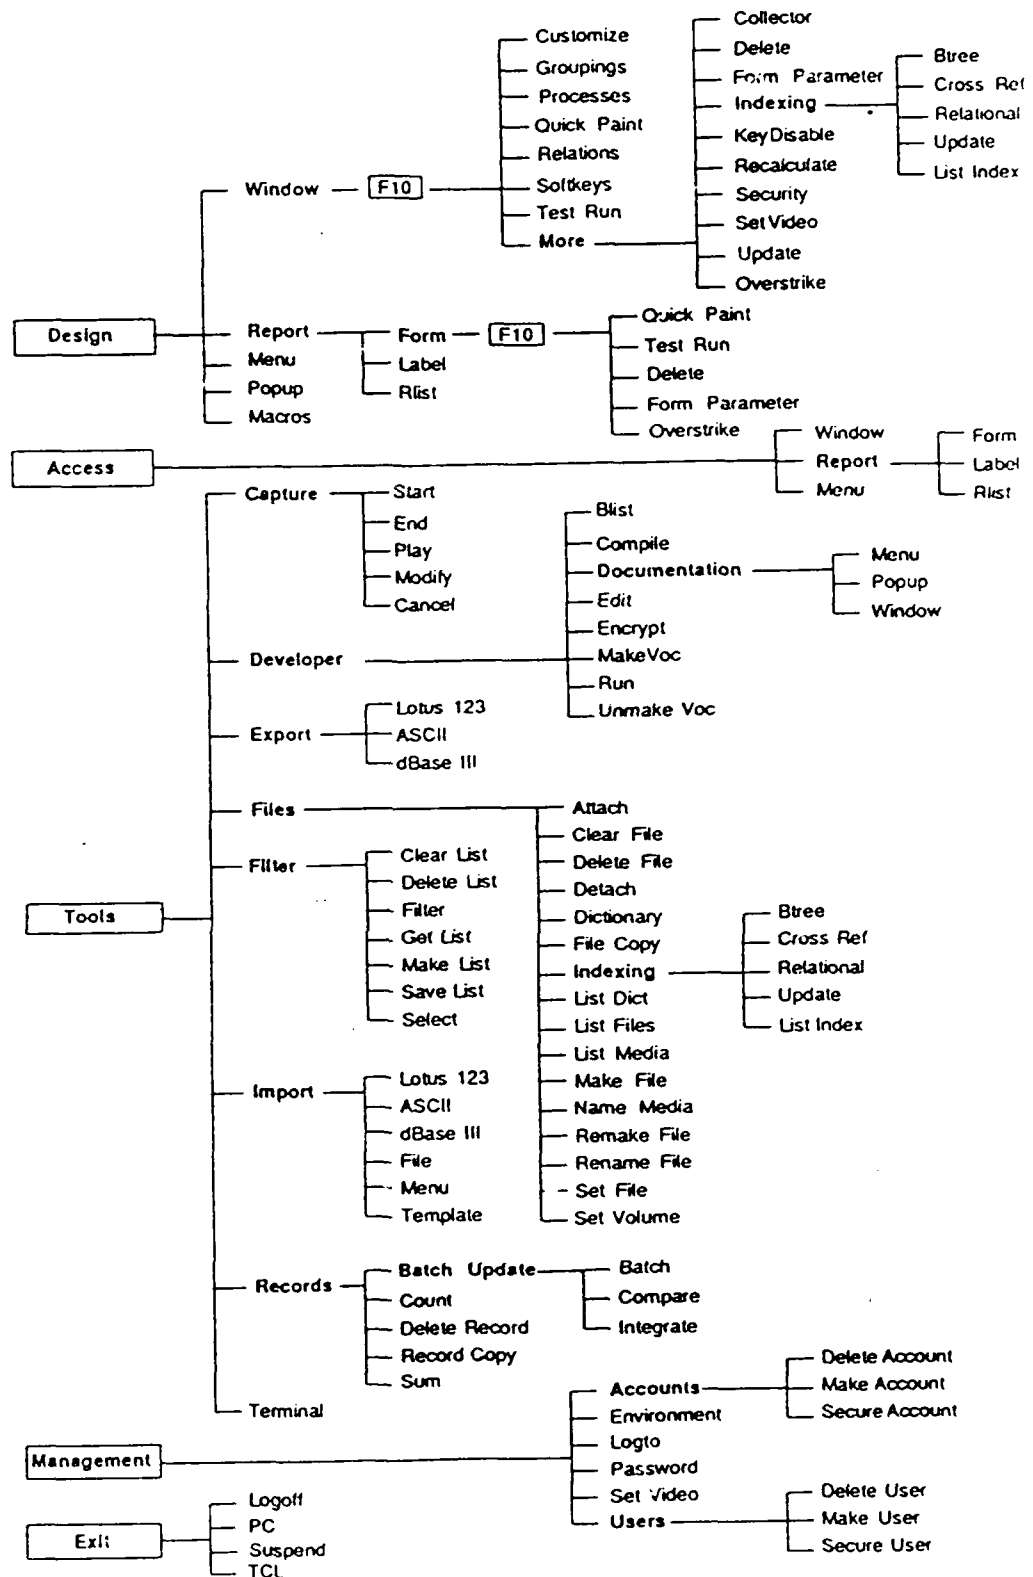 Design
Window
F10
Customize
Groupings
Processes
Quick Paint
Relations
Softkeys
Test Run
More
Collector
Delete
Form Parameter
Indexing
Btree
Cross Ref
Relational
Update
List Index
KeyDisable
Recalculate
Security
Set Video
Update
Overstrike
Report
Form
F10
Quick Paint
Test Run
Delete
Form Parameter
Overstrike
Label
Rlist
Menu
Popup
Macros
Access
Window
Report
Form
Label
Rlist
Menu
Tools
Capture
Start
End
Play
Modify
Cancel
Developer
Blist
Compile
Documentation
Menu
Popup
Window
Edit
Encrypt
MakeVoc
Run
Unmake Voc
Export
Lotus 123
ASCII
dBase III
Files
Attach
Clear File
Delete File
Detach
Dictionary
File Copy
Indexing
Btree
Cross Ref
Relational
Update
List Index
List Dict
List Files
List Media
Make File
Name Media
Remake File
Rename File
Set File
Set Volume
Filter
Clear List
Delete List
Filter
Get List
Make List
Save List
Select
Import
Lotus 123
ASCII
dBase III
File
Menu
Template
Records
Batch Update
Batch
Compare
Integrate
Count
Delete Record
Record Copy
Sum
Terminal
Management
Accounts
Delete Account
Make Account
Secure Account
Environment
Logto
Password
Set Video
Users
Delete User
Make User
Secure User
Exit
Logoff
PC
Suspend
TCL